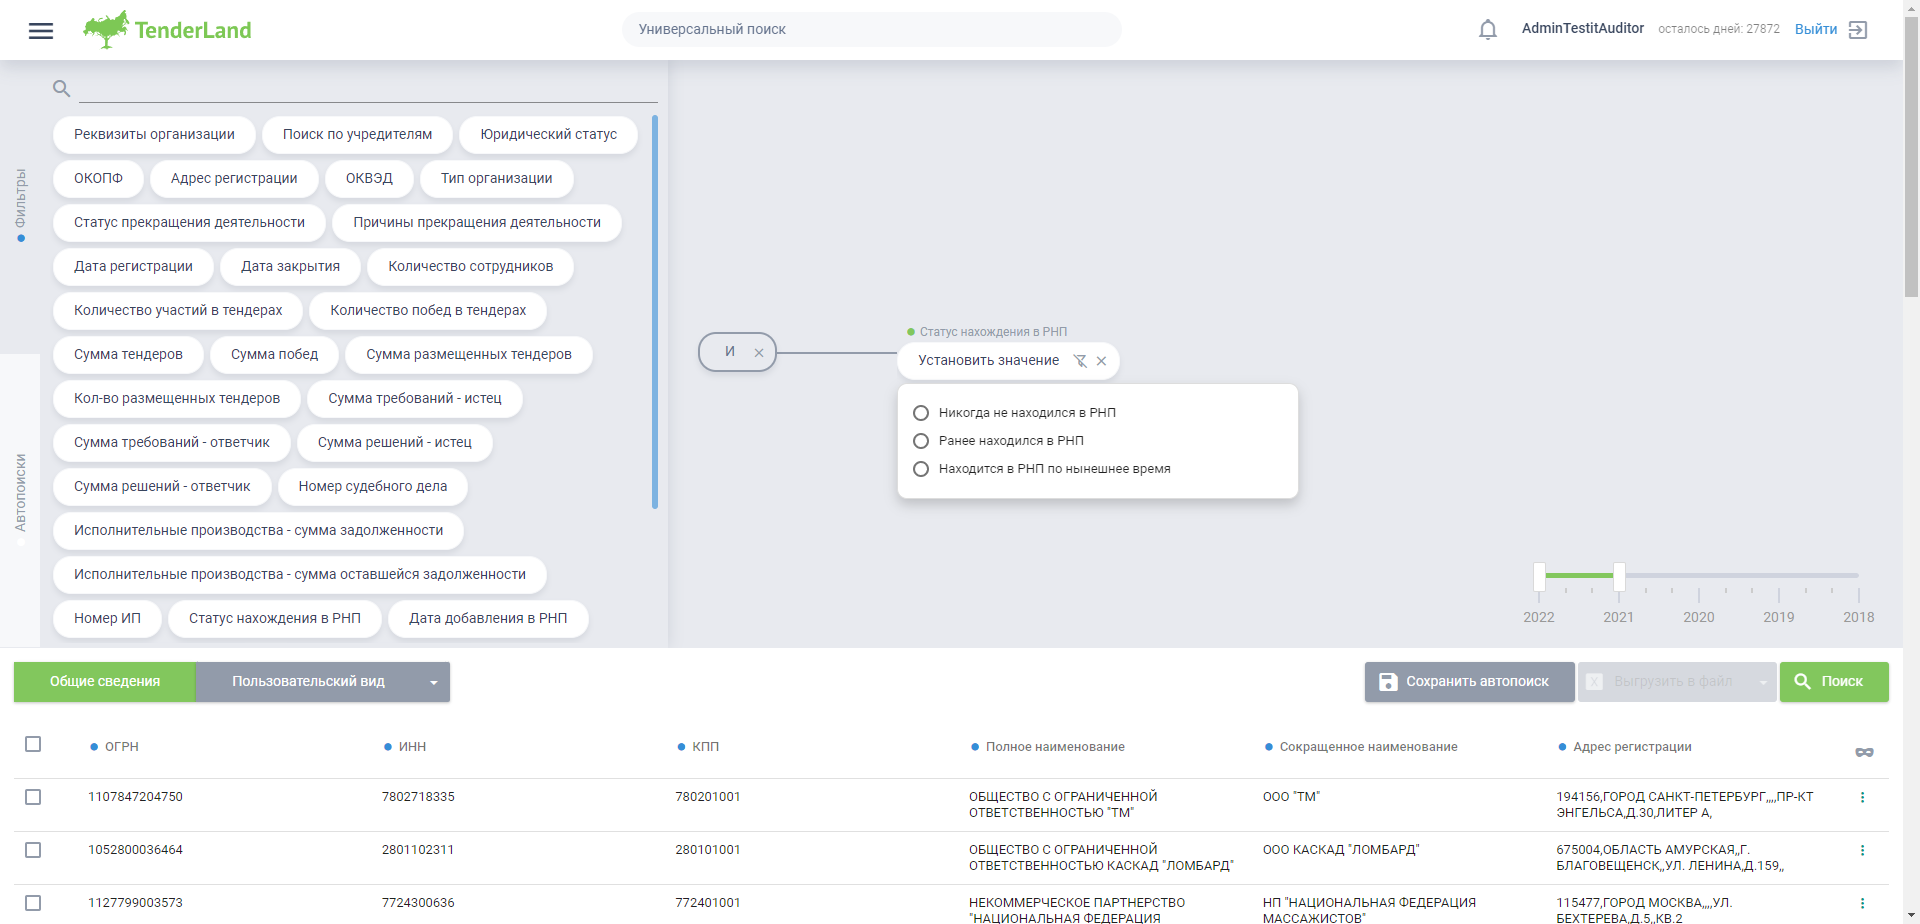 TenderLand
Универсальный поиск
AdminTestitAuditor
осталось дней: 27872
Выйти
Фильтры
Автопоиски
Реквизиты организации
Поиск по учредителям
Юридический статус
ОКОПФ
Адрес регистрации
ОКВЭД
Тип организации
Статус прекращения деятельности
Причины прекращения деятельности
Дата регистрации
Дата закрытия
Количество сотрудников
Количество участий в тендерах
Количество побед в тендерах
Сумма тендеров
Сумма побед
Сумма размещенных тендеров
Кол-во размещенных тендеров
Сумма требований - истец
Сумма требований - ответчик
Сумма решений - истец
Сумма решений - ответчик
Номер судебного дела
Исполнительные производства - сумма задолженности
Исполнительные производства - сумма оставшейся задолженности
Номер ИП
Статус нахождения в РНП
Дата добавления в РНП
И
Статус нахождения в РНП
Установить значение
Никогда не находился в РНП
Ранее находился в РНП
Находится в РНП по нынешнее время
2022
2021
2020
2019
2018
Общие сведения
Пользовательский вид
Сохранить автопоиск
Выгрузить в файл
Поиск
ОГРН
ИНН
КПП
Полное наименование
Сокращенное наименование
Адрес регистрации
1107847204750
7802718335
780201001
ОБЩЕСТВО С ОГРАНИЧЕННОЙ
ОТВЕТСТВЕННОСТЬЮ "ТМ"
ООО "ТМ"
194156,ГОРОД САНКТ-ПЕТЕРБУРГ,,,,ПР-КТ
ЭНГЕЛЬСА,Д.30,ЛИТЕР А,
1052800036464
2801102311
280101001
ОБЩЕСТВО С ОГРАНИЧЕННОЙ
ОТВЕТСТВЕННОСТЬЮ КАСКАД "ЛОМБАРД"
ООО КАСКАД "ЛОМБАРД"
675004,ОБЛАСТЬ АМУРСКАЯ,,Г.
БЛАГОВЕЩЕНСК,,УЛ. ЛЕНИНА,Д.159,,
1127799003573
7724300636
772401001
НЕКОММЕРЧЕСКОЕ ПАРТНЕРСТВО
"НАЦИОНАЛЬНАЯ ФЕДЕРАЦИЯ
НП "НАЦИОНАЛЬНАЯ ФЕДЕРАЦИЯ
МАССАЖИСТОВ"
115477,ГОРОД МОСКВА,,,,УЛ.
БЕХТЕРЕВА,Д.5,,КВ.2